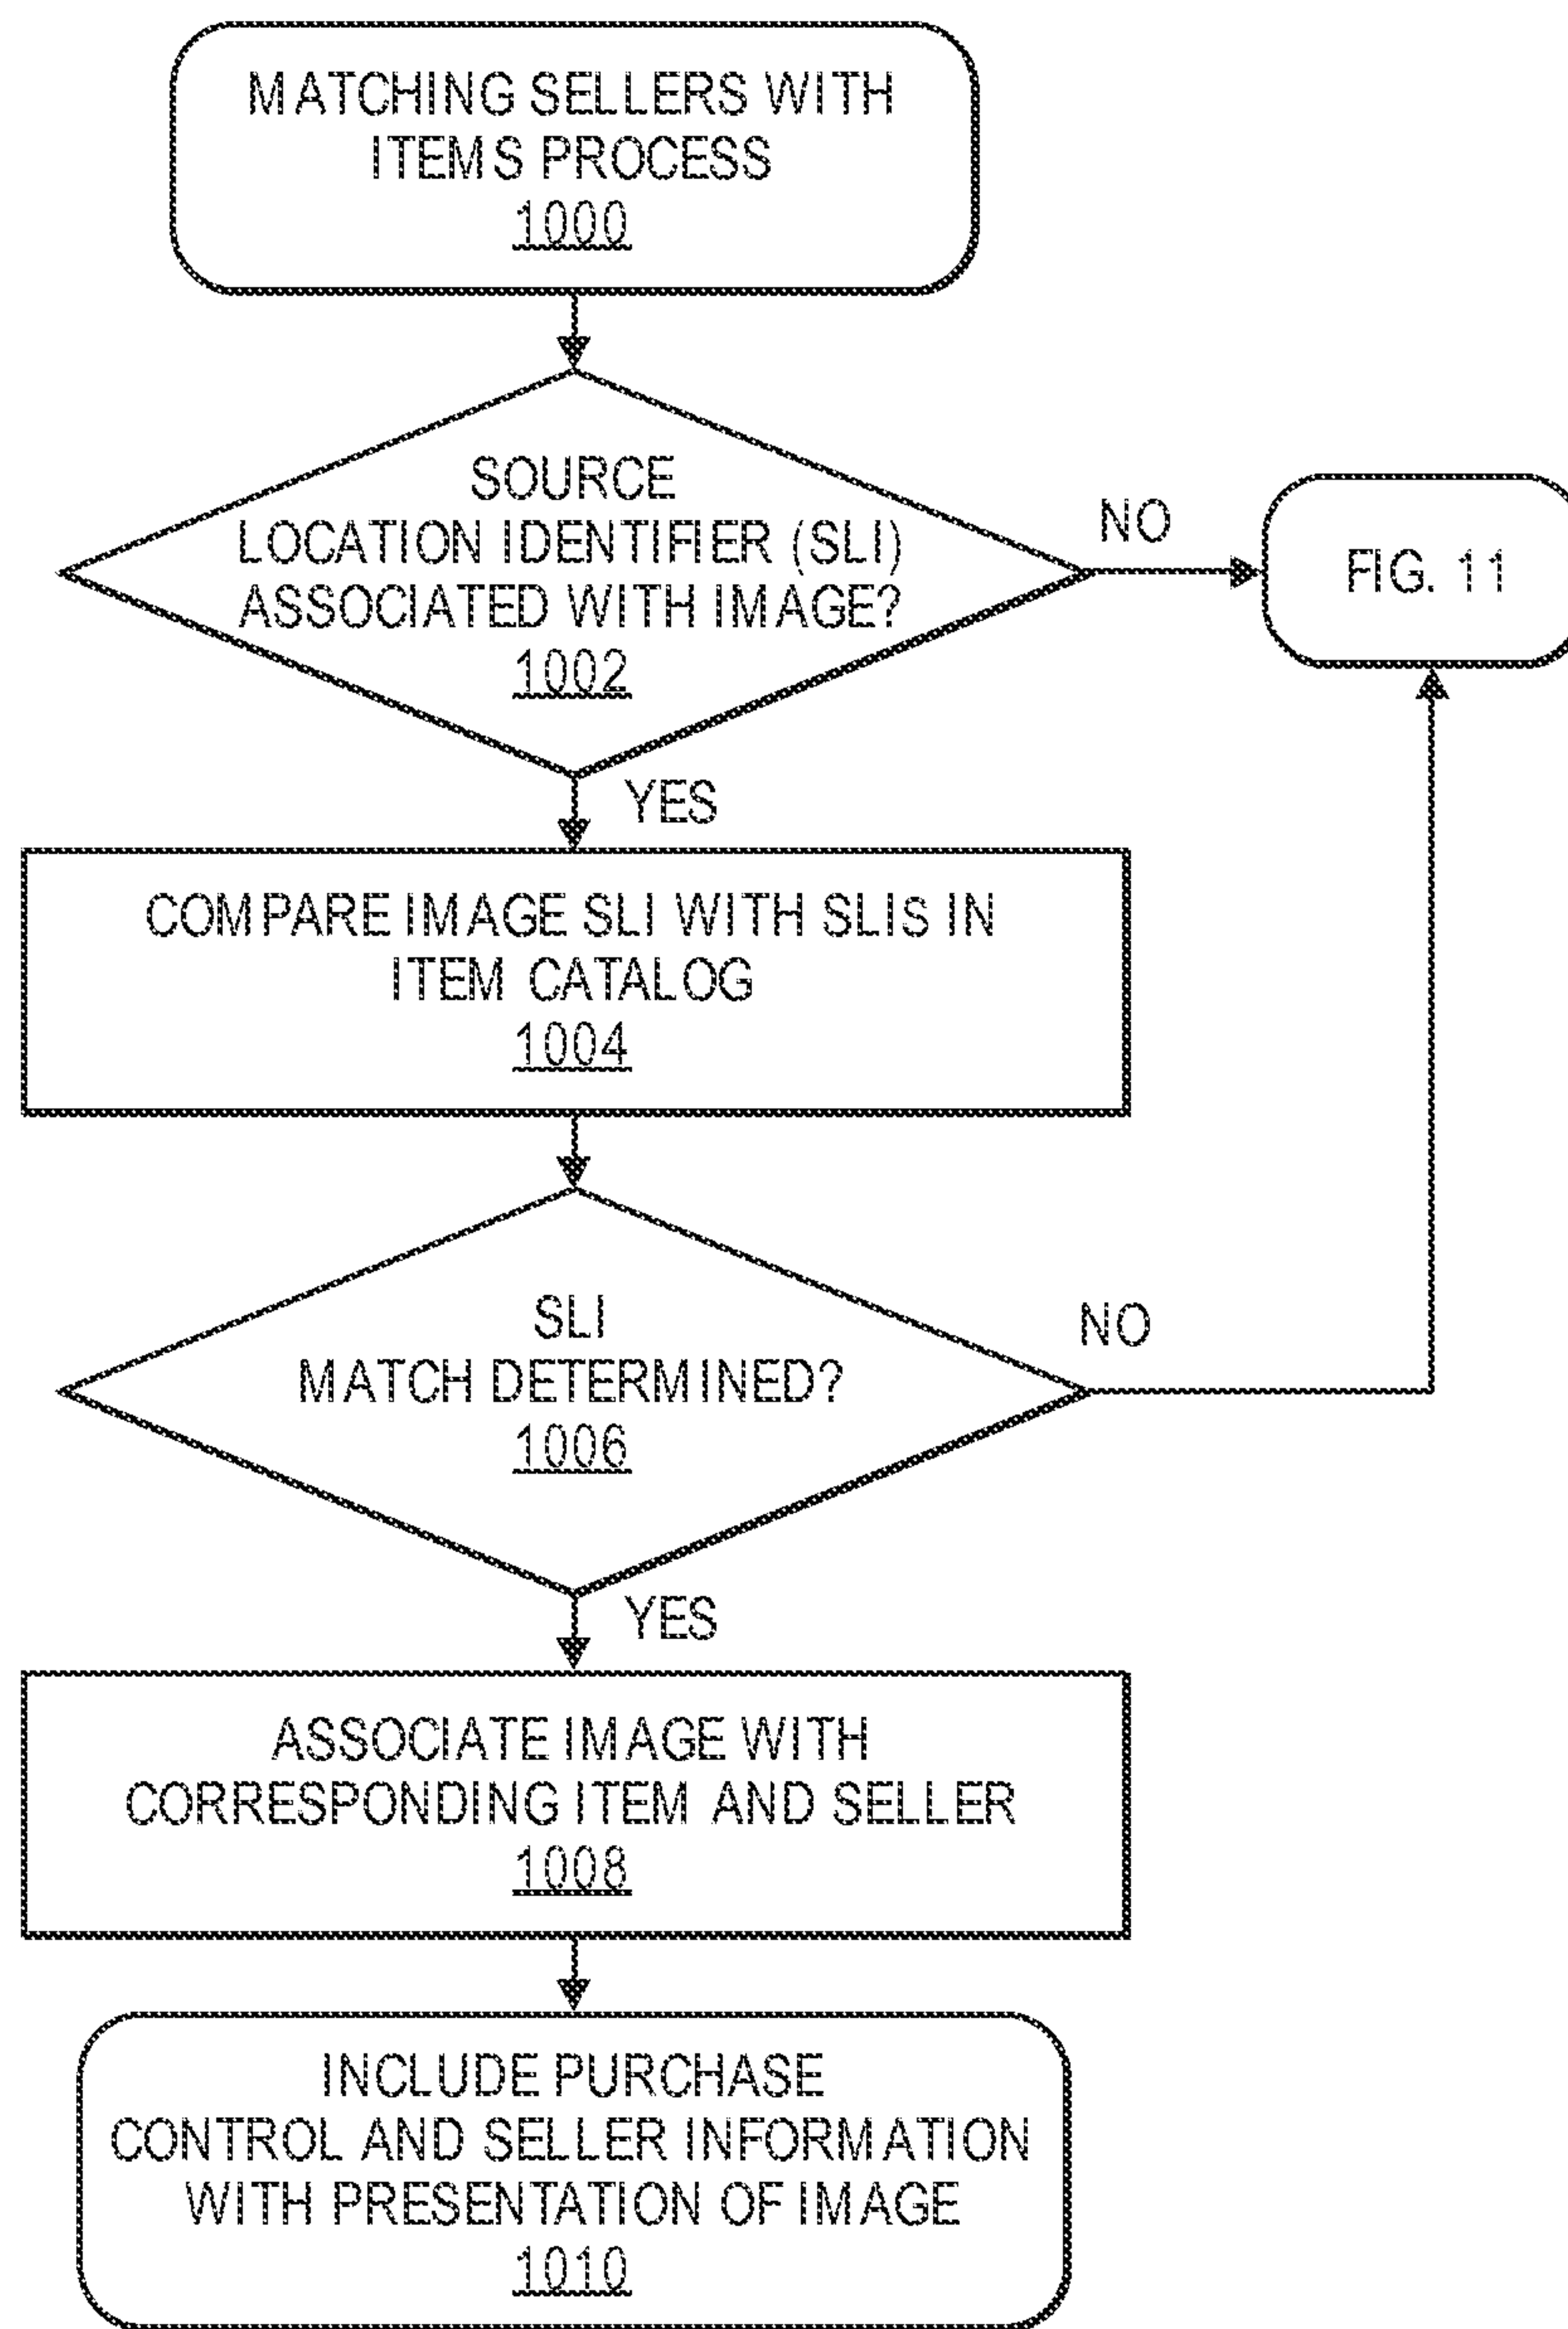 MATCHING SELLERS WITH
ITEMS PROCESS
1000
SOURCE
LOCATION IDENTIFIER (SLI)
ASSOCIATED WITH IMAGE?
1002
NO
FIG. 11
YES
COMPARE IMAGE SLI WITH SLIs IN
ITEM CATALOG
1004
SLI
MATCH DETERMINED?
1006
NO
YES
ASSOCIATE IMAGE WITH
CORRESPONDING ITEM AND SELLER
1008
INCLUDE PURCHASE
CONTROL AND SELLER INFORMATION
WITH PRESENTATION OF IMAGE
1010